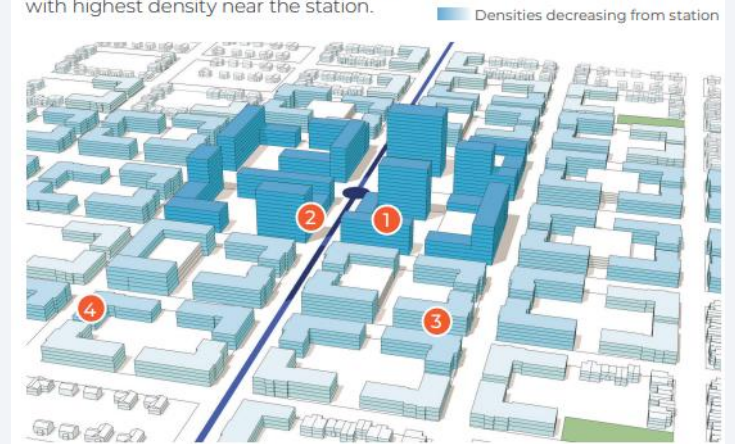 with highest density near the station.
Densities decreasing from station
1
2
3
4